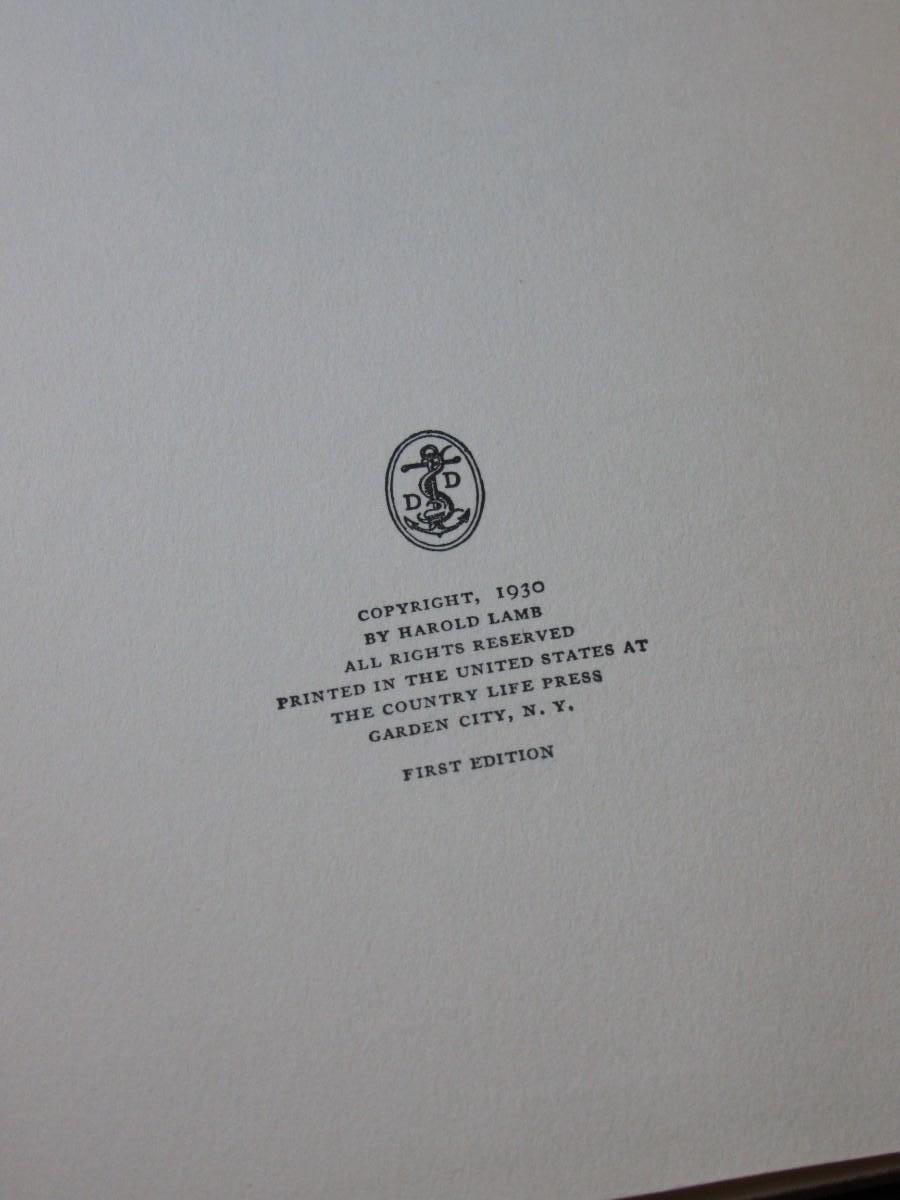 D D
COPYRIGHT, 1930
BY HAROLD LAMB
ALL RIGHTS RESERVED
PRINTED IN THE UNITED STATES AT
THE COUNTRY LIFE PRESS
GARDEN CITY, N. Y.
FIRST EDITION